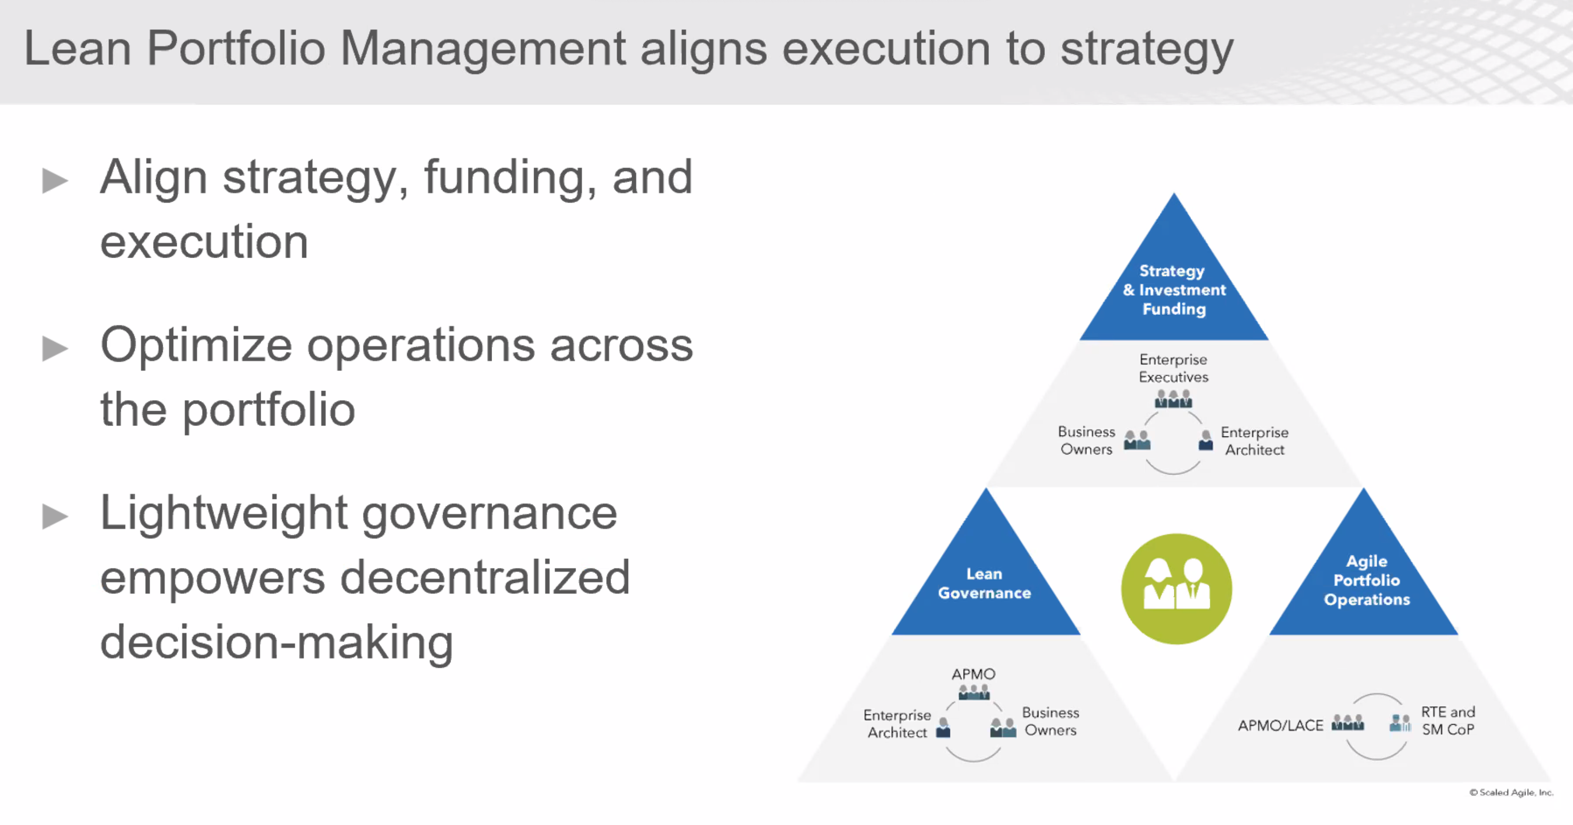 Lean Portfolio Management aligns execution to strategy
Align strategy, funding, and
execution
Optimize operations across
the portfolio
Lightweight governance
empowers decentralized
decision-making
Strategy
& Investment
Funding
Enterprise
Executives
Business
Owners
Enterprise
Architect
Lean
Governance
APMO
Enterprise
Architect
Business
Owners
Agile
Portfolio
Operations
APMO/LACE
RTE and
SM CoP
© Scaled Agile, Inc.